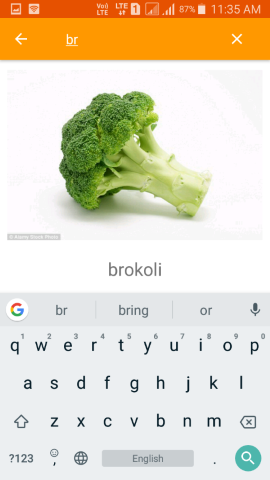 Vo)) LTE LTE 1 87% 11:35 AM
br
© Alamy Stock Photo
brokoli
br bring or
1 2 3 4 5 6 7 8 9 0
q w e r t y u i o p
a s d f g h j k l
z x c v b n m
?123 , English .